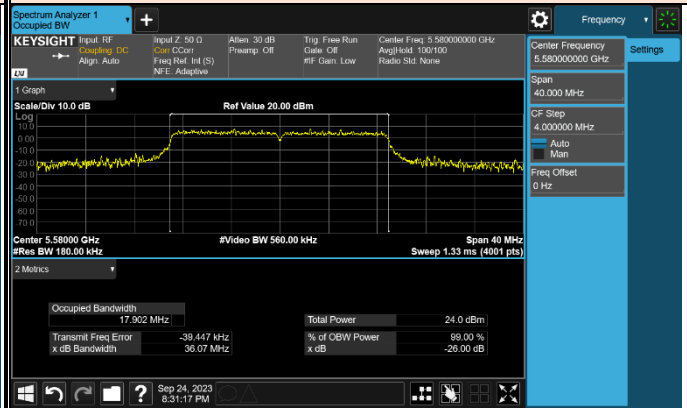 Spectrum Analyzer 1
Occupied BW
+
Frequency
KEYSIGHT
Input: RF
Coupling: DC
Align: Auto
Input Z: 50 Ω
Corr CCorr
Freq Ref: Int (S)
NFE: Adaptive
Atten: 30 dB
Preamp: Off
Trig: Free Run
Gate: Off
#IF Gain: Low
Center Freq: 5.580000000 GHz
Avg|Hold: 100/100
Radio Std: None
LXI
Center Frequency
5.580000000 GHz
Settings
Span
40.000 MHz
CF Step
4.000000 MHz
Auto
Man
Freq Offset
0 Hz
1 Graph
Scale/Div 10.0 dB
Ref Value 20.00 dBm
Log
10.0
0.00
-10.0
-20.0
-30.0
-40.0
-50.0
-60.0
-70.0
Center 5.58000 GHz
#Video BW 560.00 kHz
Span 40 MHz
#Res BW 180.00 kHz
Sweep 1.33 ms (4001 pts)
2 Metrics
Occupied Bandwidth
17.902 MHz
Total Power 24.0 dBm
Transmit Freq Error -39.447 kHz
% of OBW Power 99.00 %
x dB Bandwidth 36.07 MHz
x dB -26.00 dB
?
Sep 24, 2023
8:31:17 PM